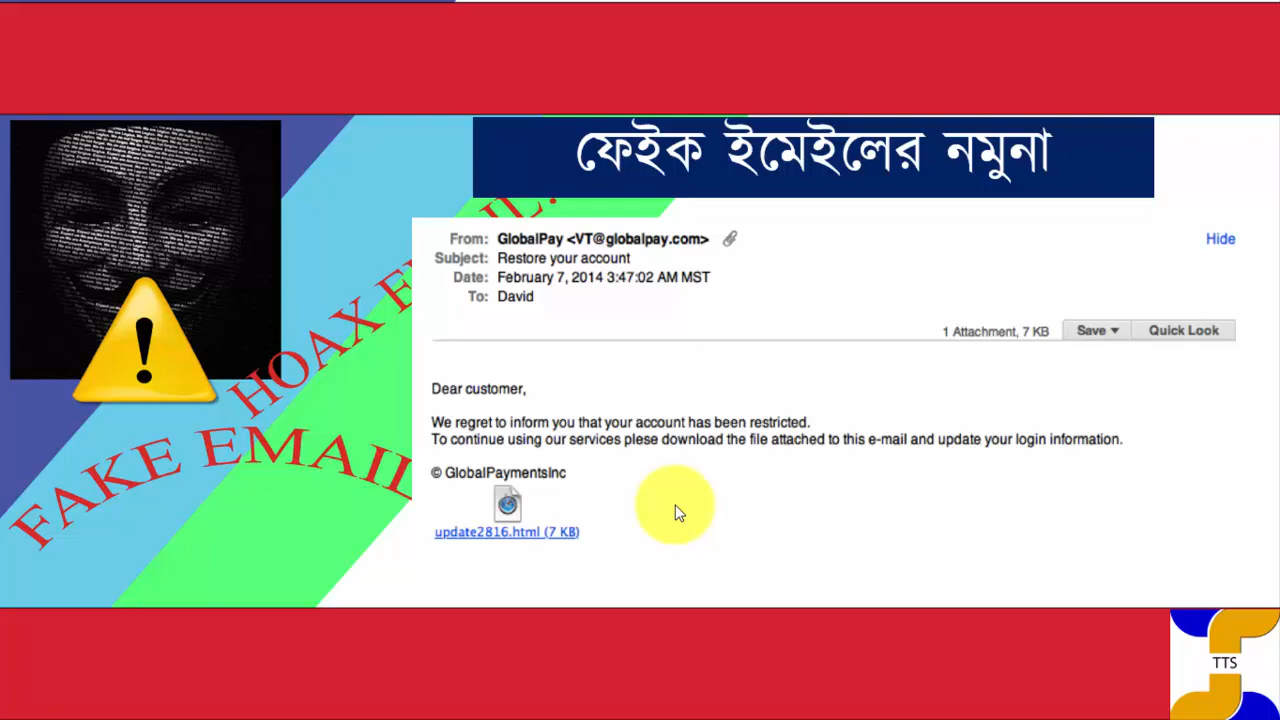 ফেইক ইমেইলের নমুনা
HOAX E
IL!
FAKE EMAIL
From: GlobalPay <VT@globalpay.com>
Hide
Subject: Restore your account
Date: February 7, 2014 3:47:02 AM MST
To: David
1 Attachment, 7 KB
Save
Quick Look
Dear customer,
We regret to inform you that your account has been restricted.
To continue using our services plese download the file attached to this e-mail and update your login information.
© GlobalPaymentsInc
update2816.html (7 KB)
TTS